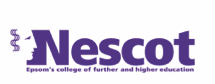 Nescot
Epsom's college of further and higher education